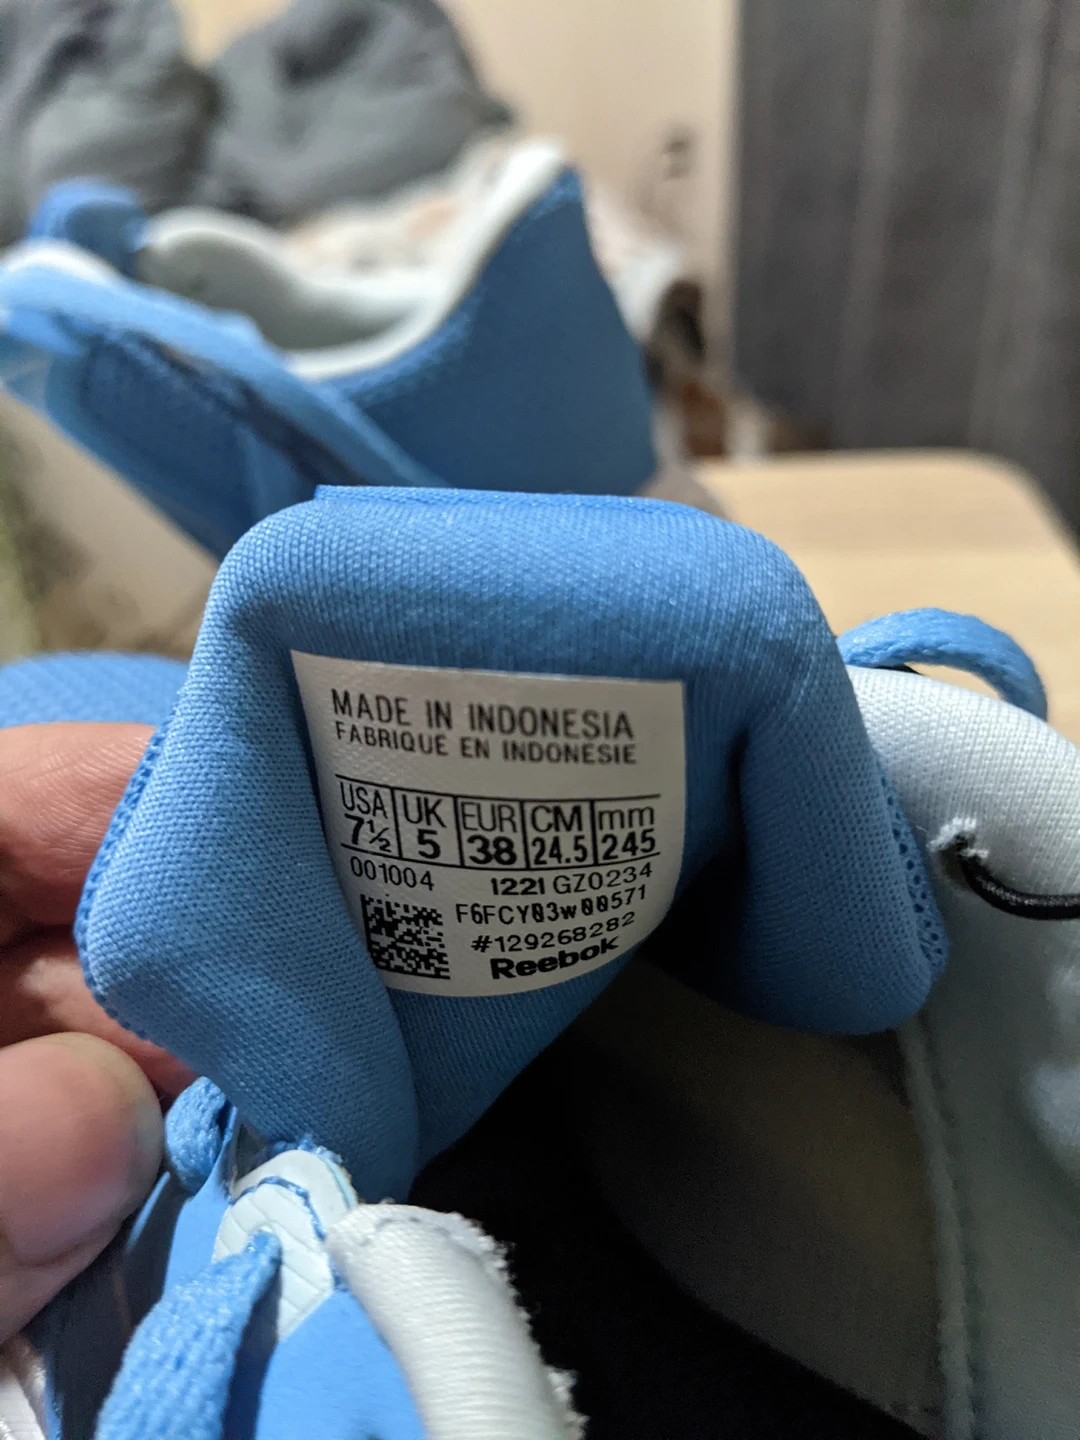 MADE IN INDONESIA
FABRIQUÉ EN INDONÉSIE
USA UK EUR CM mm
7½ 5 38 24.5 245
001004 1221 GZ0234
F6FCY03w00571
#129268282
Reebok